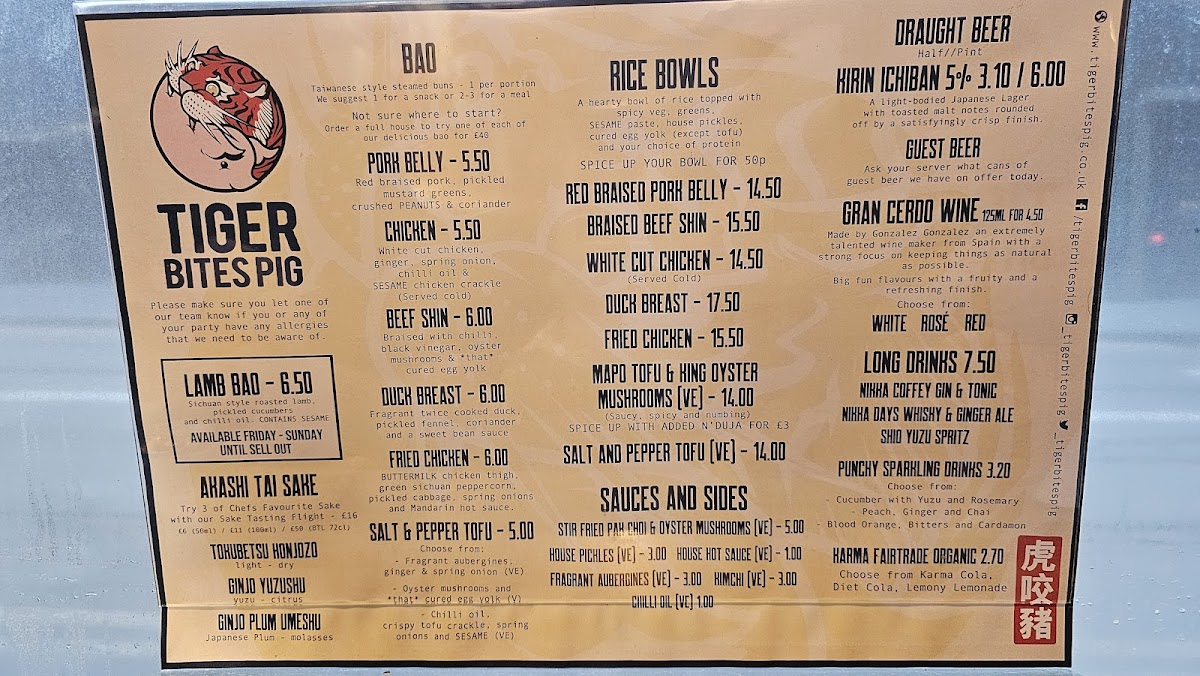 TIGER
BITES PIG
Please make sure you let one of
our team know if you or any of
your party have any allergies
that we need to be aware of.
LAMB BAO - 6.50
Sichuan style roasted lamb,
pickled cucumbers
and chilli oil. CONTAINS SESAME
AVAILABLE FRIDAY - SUNDAY
UNTIL SELL OUT
AKASHI TAI SAKE
Try 3 of Chefs Favourite Sake
with our Sake Tasting Flight - £16
£6 (50ml) / £11 (100ml) / £50 (BTL 72cl)
TOKUBETSU HONJOZO
light - dry
GINJO YUZUSHU
yuzu - citrus
GINJO PLUM UMESHU
Japanese Plum - molasses
BAO
Taiwanese style steamed buns - 1 per portion
We suggest 1 for a snack or 2-3 for a meal
Not sure where to start?
Order a full house to try one of each of
our delicious bao for £40
PORK BELLY - 5.50
Red braised pork, pickled
mustard greens,
crushed PEANUTS & coriander
CHICKEN - 5.50
White cut chicken,
ginger, spring onion,
chilli oil &
SESAME chicken crackle
(Served cold)
BEEF SHIN - 6.00
Braised with chilli,
black vinegar, oyster
mushrooms & *that*
cured egg yolk
DUCK BREAST - 6.00
Fragrant twice cooked duck,
pickled fennel, coriander
and a sweet bean sauce
FRIED CHICKEN - 6.00
BUTTERMILK chicken thigh,
green sichuan peppercorn,
pickled cabbage, spring onions
and Mandarin hot sauce.
SALT & PEPPER TOFU - 5.00
Choose from:
- Fragrant aubergines,
ginger & spring onion (VE)
- Oyster mushrooms and
*that* cured egg yolk (V)
- Chilli oil,
crispy tofu crackle, spring
onions and SESAME (VE)
RICE BOWLS
A hearty bowl of rice topped with
spicy veg, greens,
SESAME paste, house pickles,
cured egg yolk (except tofu)
and your choice of protein
SPICE UP YOUR BOWL FOR 50p
RED BRAISED PORK BELLY - 14.50
BRAISED BEEF SHIN - 15.50
WHITE CUT CHICKEN - 14.50
(Served Cold)
DUCK BREAST - 17.50
FRIED CHICKEN - 15.50
MAPO TOFU & KING OYSTER
MUSHROOMS (VE) - 14.00
(Saucy, spicy and numbing)
SPICE UP WITH ADDED N'DUJA FOR £3
SALT AND PEPPER TOFU (VE) - 14.00
SAUCES AND SIDES
STIR FRIED PAK CHOI & OYSTER MUSHROOMS (VE) - 5.00
HOUSE PICKLES (VE) - 3.00 HOUSE HOT SAUCE (VE) - 1.00
FRAGRANT AUBERGINES (VE) - 3.00 KIMCHI (VE) - 3.00
CHILLI OIL (VE) 1.00
DRAUGHT BEER
Half//Pint
KIRIN ICHIBAN 5% 3.10 / 6.00
A light-bodied Japanese Lager
with toasted malt notes rounded
off by a satisfyingly crisp finish.
GUEST BEER
Ask your server what cans of
guest beer we have on offer today.
GRAN CERDO WINE 125ML FOR 4.50
Made by Gonzalez Gonzalez an extremely
talented wine maker from Spain with a
strong focus on keeping things as natural
as possible.
Big fun flavours with a fruity and a
refreshing finish.
Choose from:
WHITE ROSÉ RED
LONG DRINKS 7.50
NIKKA COFFEY GIN & TONIC
NIKKA DAYS WHISKY & GINGER ALE
SHIO YUZU SPRITZ
PUNCHY SPARKLING DRINKS 3.20
Choose from:
- Cucumber with Yuzu and Rosemary
- Peach, Ginger and Chai
- Blood Orange, Bitters and Cardamon
KARMA FAIRTRADE ORGANIC 2.70
Choose from Karma Cola,
Diet Cola, Lemony Lemonade
www.tigerbitespig.co.uk /tigerbitespig _tigerbitespig _tigerbitespig
虎咬豬